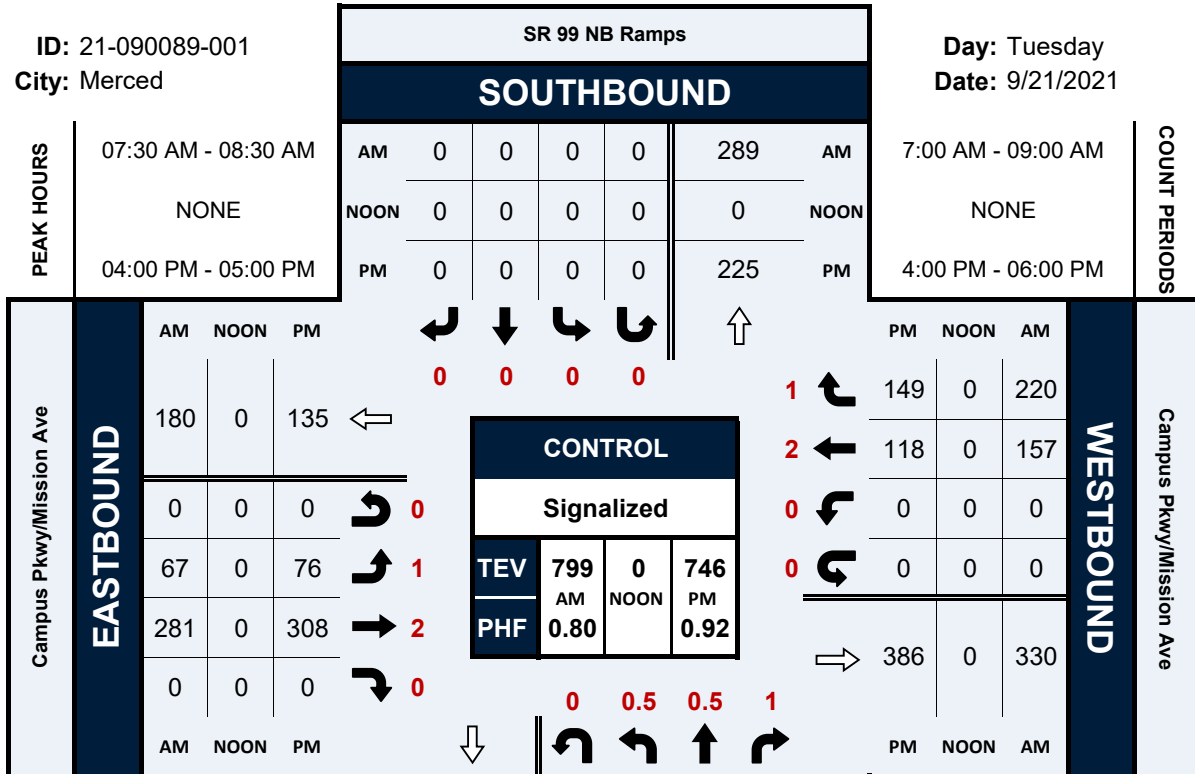 ID: 21-090089-001
City: Merced
SR 99 NB Ramps
SOUTHBOUND
Day: Tuesday
Date: 9/21/2021
PEAK HOURS
07:30 AM - 08:30 AM
NONE
04:00 PM - 05:00 PM
AM 0 0 0 0 289 AM
NOON 0 0 0 0 0 NOON
PM 0 0 0 0 225 PM
7:00 AM - 09:00 AM
NONE
4:00 PM - 06:00 PM
COUNT PERIODS
0 0 0 0
Campus Pkwy/Mission Ave
EASTBOUND
AM NOON PM
180 0 135
0 0 0 0
67 0 76 1
281 0 308 2
0 0 0 0
AM NOON PM
CONTROL
Signalized
TEV 799 0 746
AM NOON PM
PHF 0.80 0.92
PM NOON AM
1 149 0 220
2 118 0 157
0 0 0 0
0 0 0 0
386 0 330
PM NOON AM
WESTBOUND
Campus Pkwy/Mission Ave
0 0.5 0.5 1